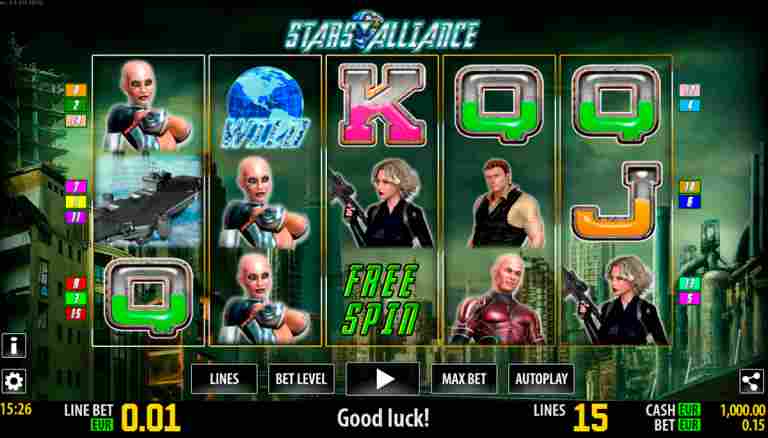 STARS ALLIANCE
WILD
K
Q
Q
J
Q
FREE
SPIN
LINES
BET LEVEL
MAX BET
AUTOPLAY
15:26
LINE BET
EUR
0.01
Good luck!
LINES
15
CASH EUR 1,000.00
BET EUR 0.15